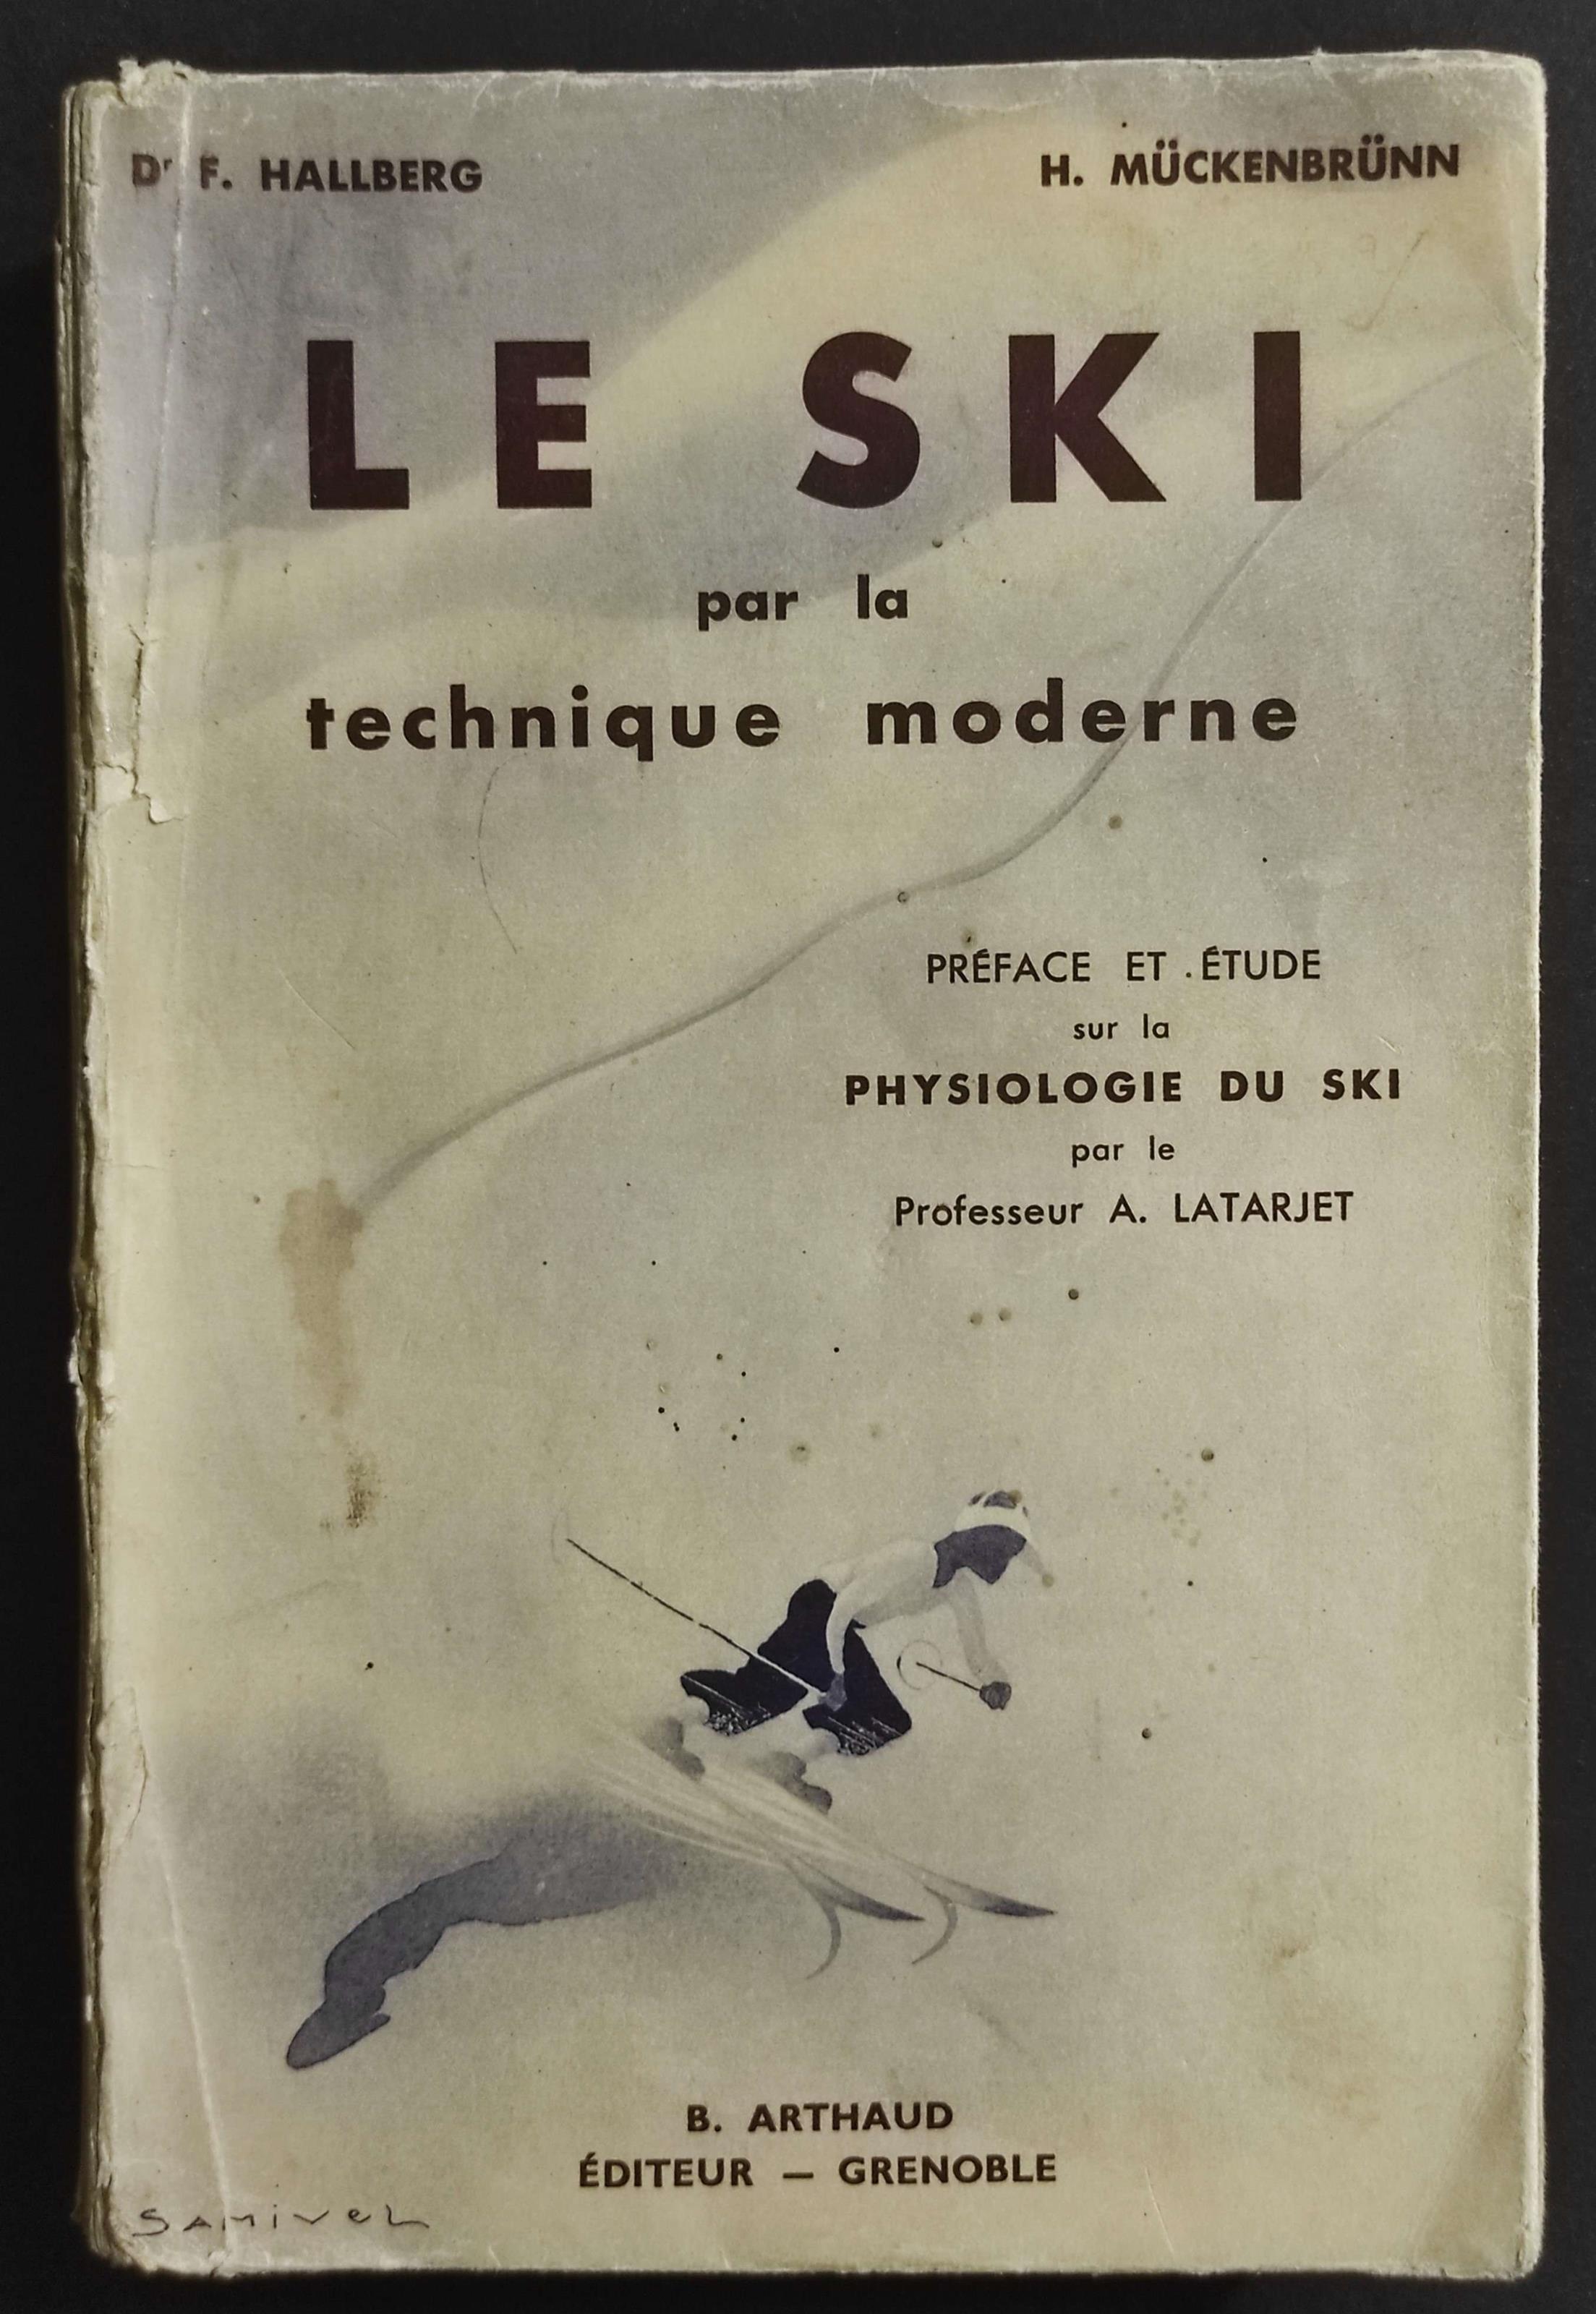 Dr F. HALLBERG
H. MÜCKENBRÜNN
LE SKI
par la
technique moderne
PRÉFACE ET ÉTUDE
sur la
PHYSIOLOGIE DU SKI
par le
Professeur A. LATARJET
B. ARTHAUD
ÉDITEUR — GRENOBLE
SAMIVEL